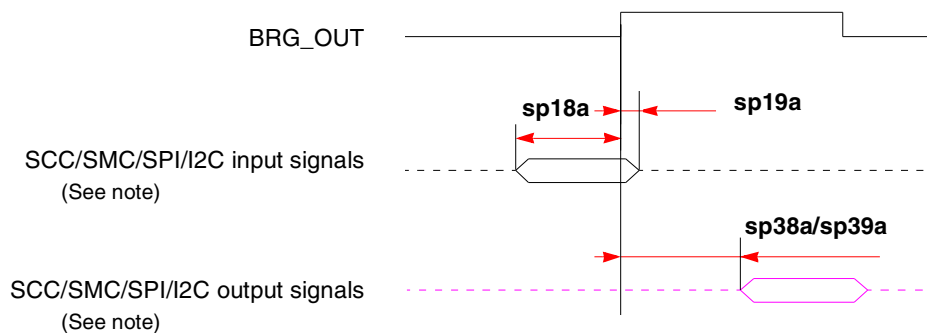 BRG_OUT
sp18a
sp19a
SCC/SMC/SPI/I2C input signals
(See note)
sp38a/sp39a
SCC/SMC/SPI/I2C output signals
(See note)